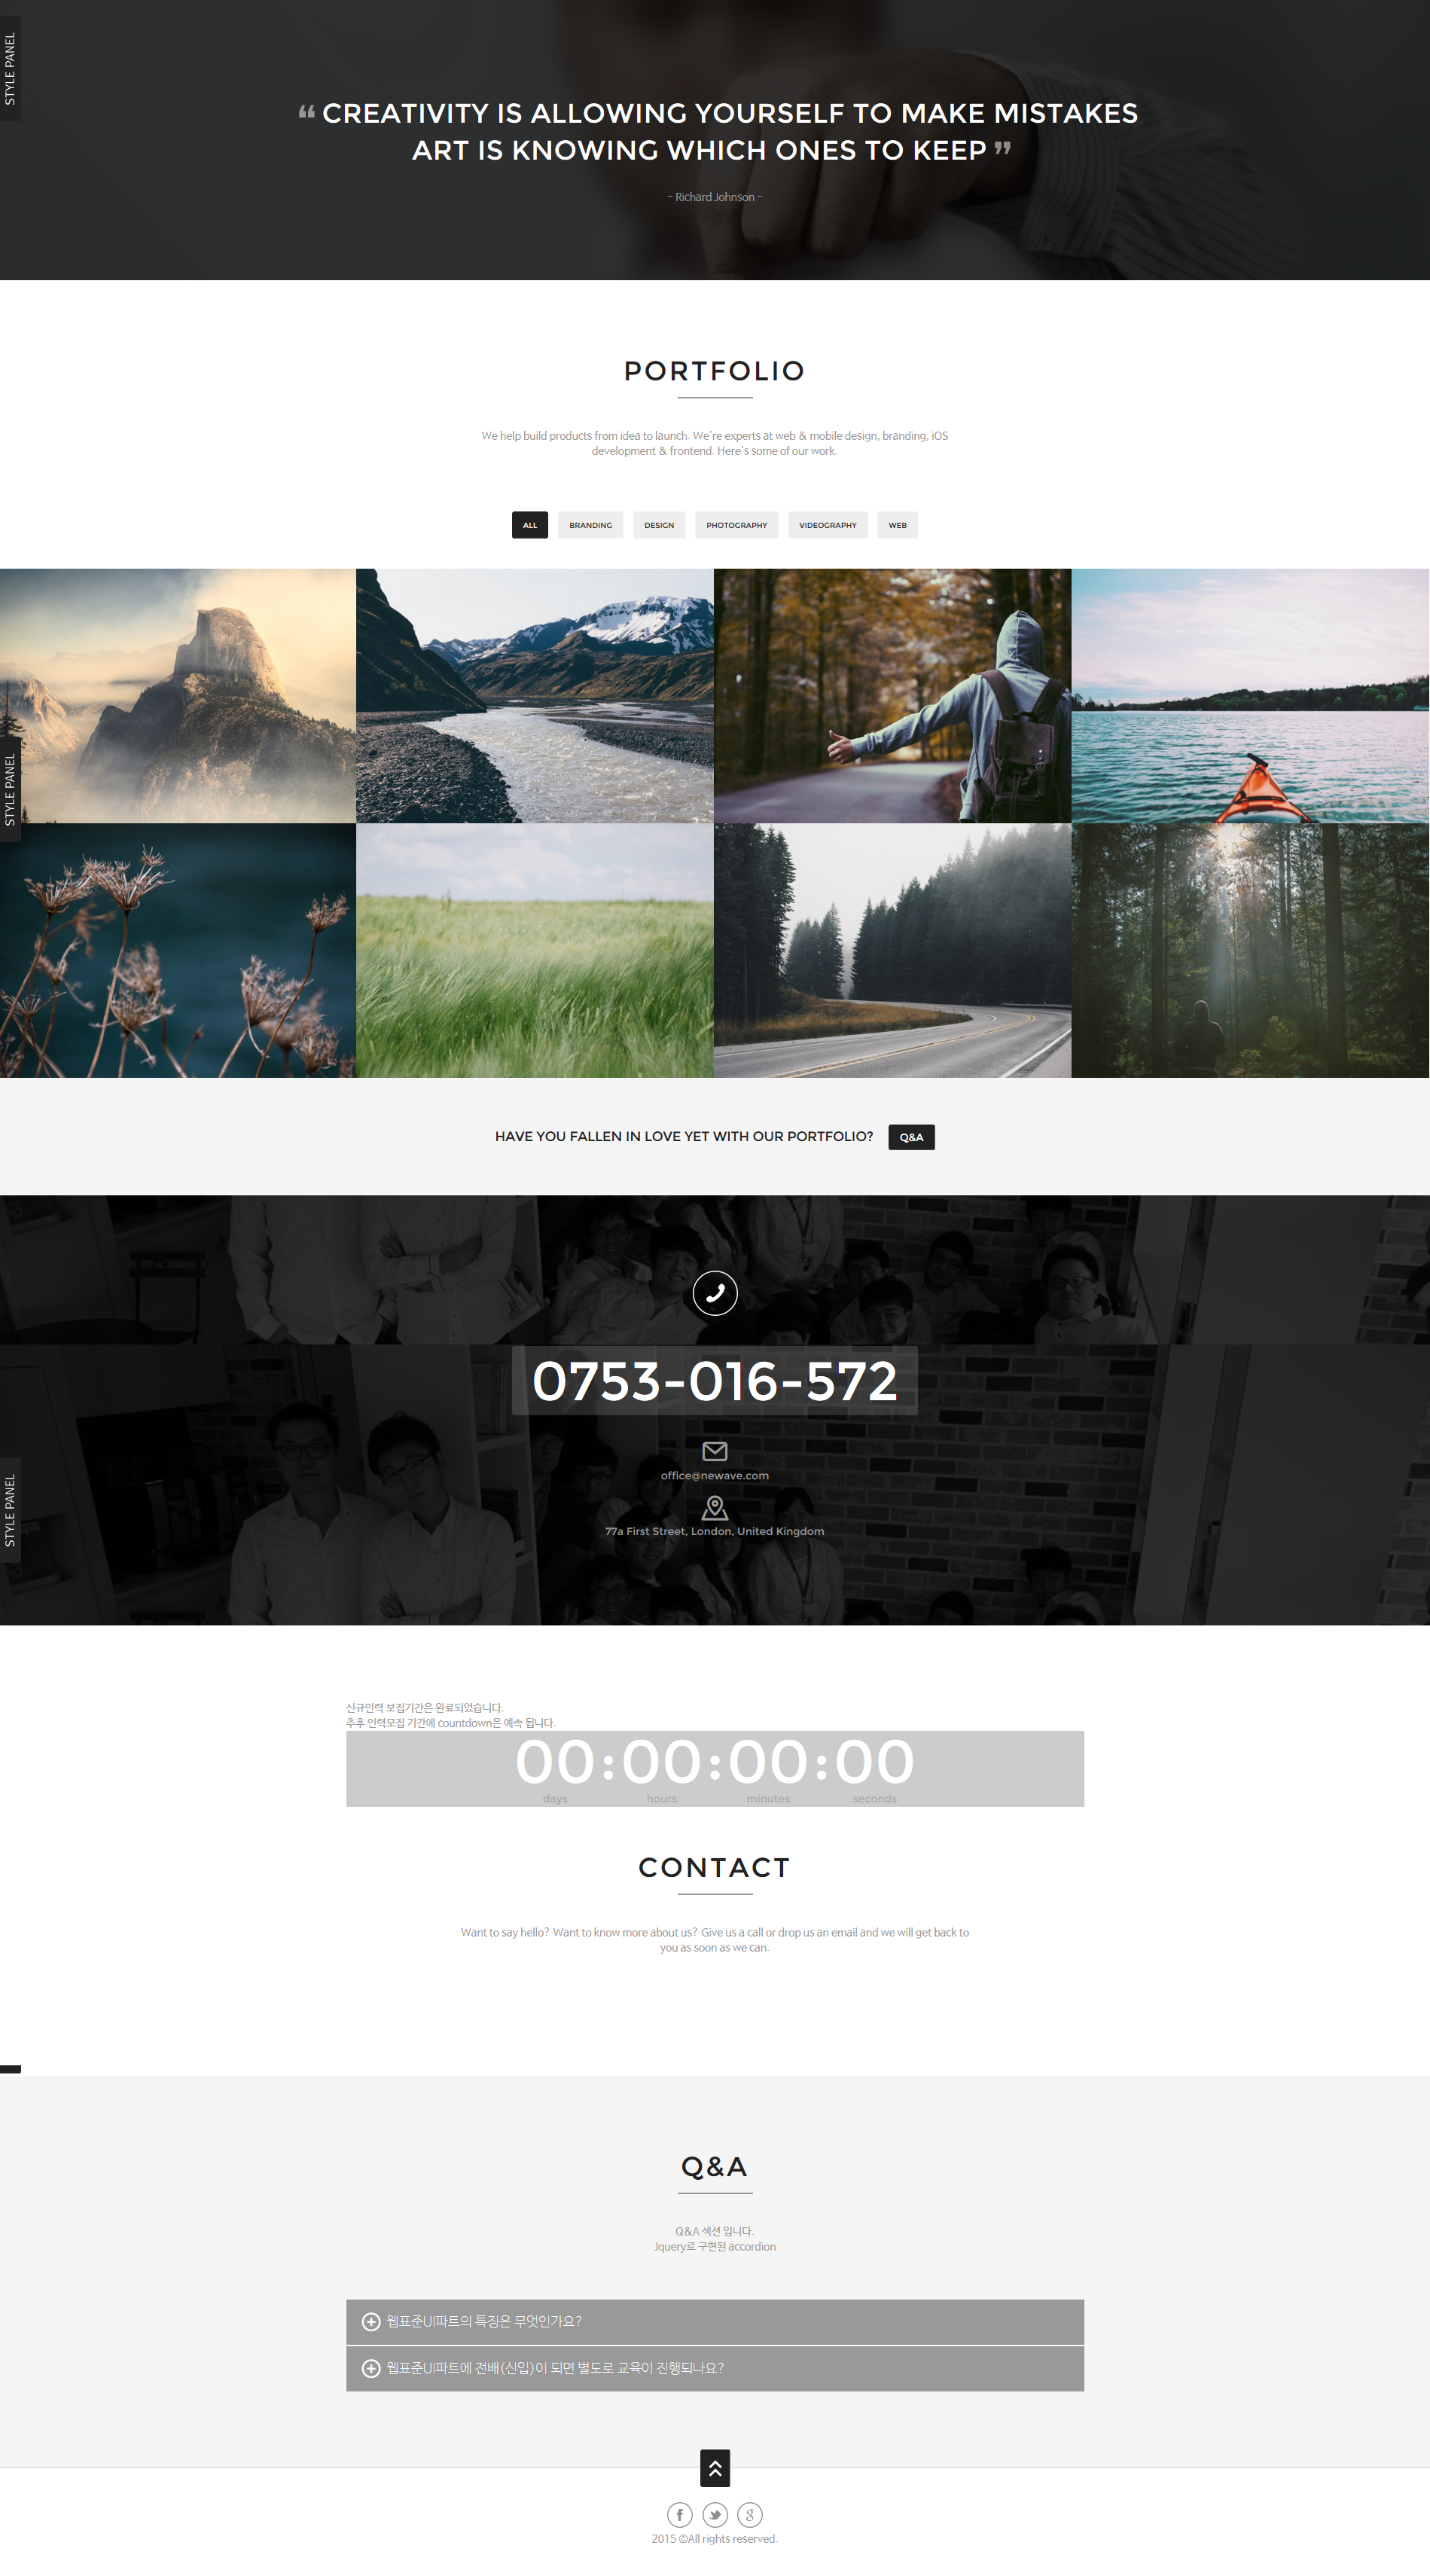 STYLE PANEL
❝ CREATIVITY IS ALLOWING YOURSELF TO MAKE MISTAKES
ART IS KNOWING WHICH ONES TO KEEP ❞
- Richard Johnson -
PORTFOLIO
We help build products from idea to launch. We're experts at web & mobile design, branding, iOS
development & frontend. Here's some of our work.
ALL BRANDING DESIGN PHOTOGRAPHY VIDEOGRAPHY WEB
STYLE PANEL
HAVE YOU FALLEN IN LOVE YET WITH OUR PORTFOLIO? Q&A
0753-016-572
office@newave.com
STYLE PANEL
77a First Street, London, United Kingdom
신규인력 보집기간은 완료되었습니다.
추후 인력모집 기간에 countdown은 예속 됩니다.
00:00:00:00
days hours minutes seconds
CONTACT
Want to say hello? Want to know more about us? Give us a call or drop us an email and we will get back to
you as soon as we can.
Q&A
Q&A 섹션 입니다.
Jquery로 구현된 accordion
웹표준UI파트의 특징은 무엇인가요?
웹표준UI파트에 전배(신입)이 되면 별도로 교육이 진행되나요?
2015 ©All rights reserved.